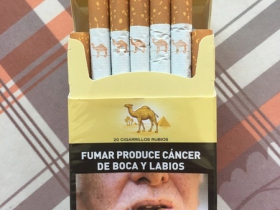 20 CIGARRILLOS RUBIOS
FUMAR PRODUCE CÁNCER
DE BOCA Y LABIOS